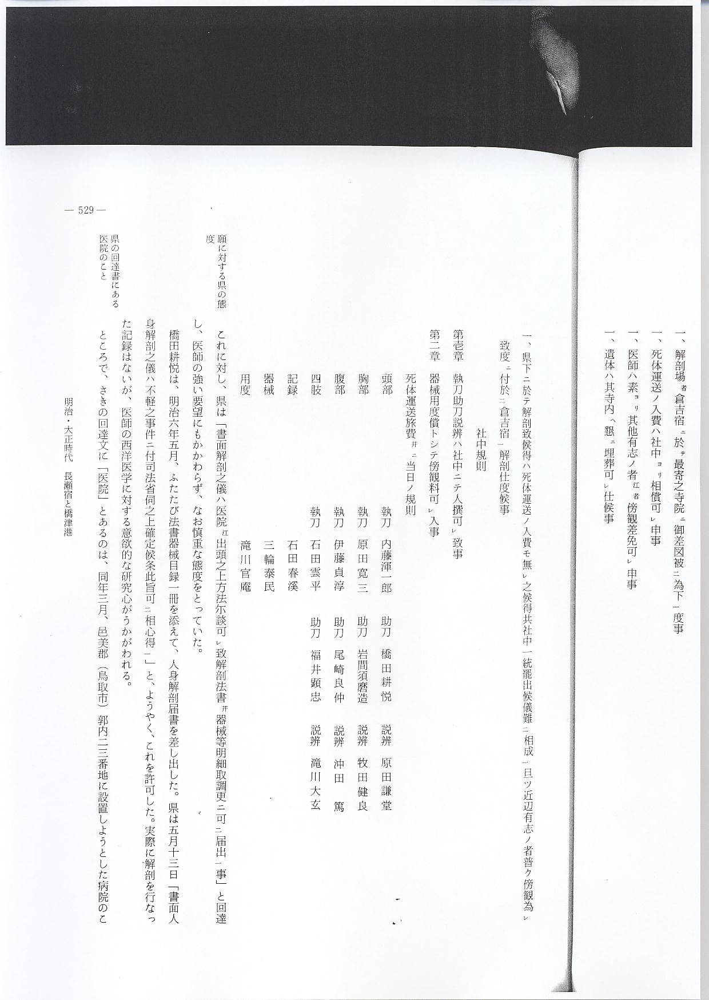 一、解剖場者倉吉宿ニ於テ最寄之寺院ニ御差図被ニ為下一度事
一、死体運送ノ入費ハ社中ヨリ相償可レ申事
一、医師ハ素ヨリ其他有志ノ者江者傍観差免可レ申事
一、遺体ハ其寺内ヘ懇ニ埋葬可レ仕候事
一、県下ニ於テ解剖致候得ハ死体運送ノ入費モ無レ之候得共社中一統罷出候儀難ニ相成一旦ツ近辺有志ノ者普ク傍観為レ
致度ニ付於ニ倉吉宿一解剖仕度候事
社中規則
第壱章　執刀助刀説辨ハ社中ニテ人撰可レ致事
第二章　器械用度償トシテ傍観料可レ入事
死体運送旅費井ニ当日ノ規則
頭部　執刀　内藤渾一郎　助刀　橋田耕悦　説辨　原田謙堂
胸部　執刀　原田寛三　助刀　岩間須磨造　説辨　牧田健良
腹部　執刀　伊藤貞淳　助刀　尾崎良仲　説辨　沖田篤
四肢　執刀　石田雲平　助刀　福井顕忠　説辨　滝川大玄
記録　石田春溪
器械　三輪泰民
用度　滝川官庵
願に対する県の態
度
これに対し、県は「書面解剖之儀ハ医院江出頭之上方法尓談可レ致解剖法書井器械等明細取調更ニ可ニ届出一事」と回達
し、医師の強い要望にもかかわらず、なお慎重な態度をとっていた。
橋田耕悦は、明治六年五月、ふたたび法書器械目録一冊を添えて、人身解剖届書を差し出した。県は五月十三日「書面人
身解剖之儀ハ不軽之事件ニ付司法省伺之上確定候条此旨可ニ相心得一」と、ようやく、これを許可した。実際に解剖を行なっ
た記録はないが、医師の西洋医学に対する意欲的な研究心がうかがわれる。
県の回達書にある
医院のこと
ところで、さきの回達文に「医院」とあるのは、同年三月、邑美郡（鳥取市）郭内二三番地に設置しようとした病院のこ
明治・大正時代　長瀬宿と橋津港
— 529 —